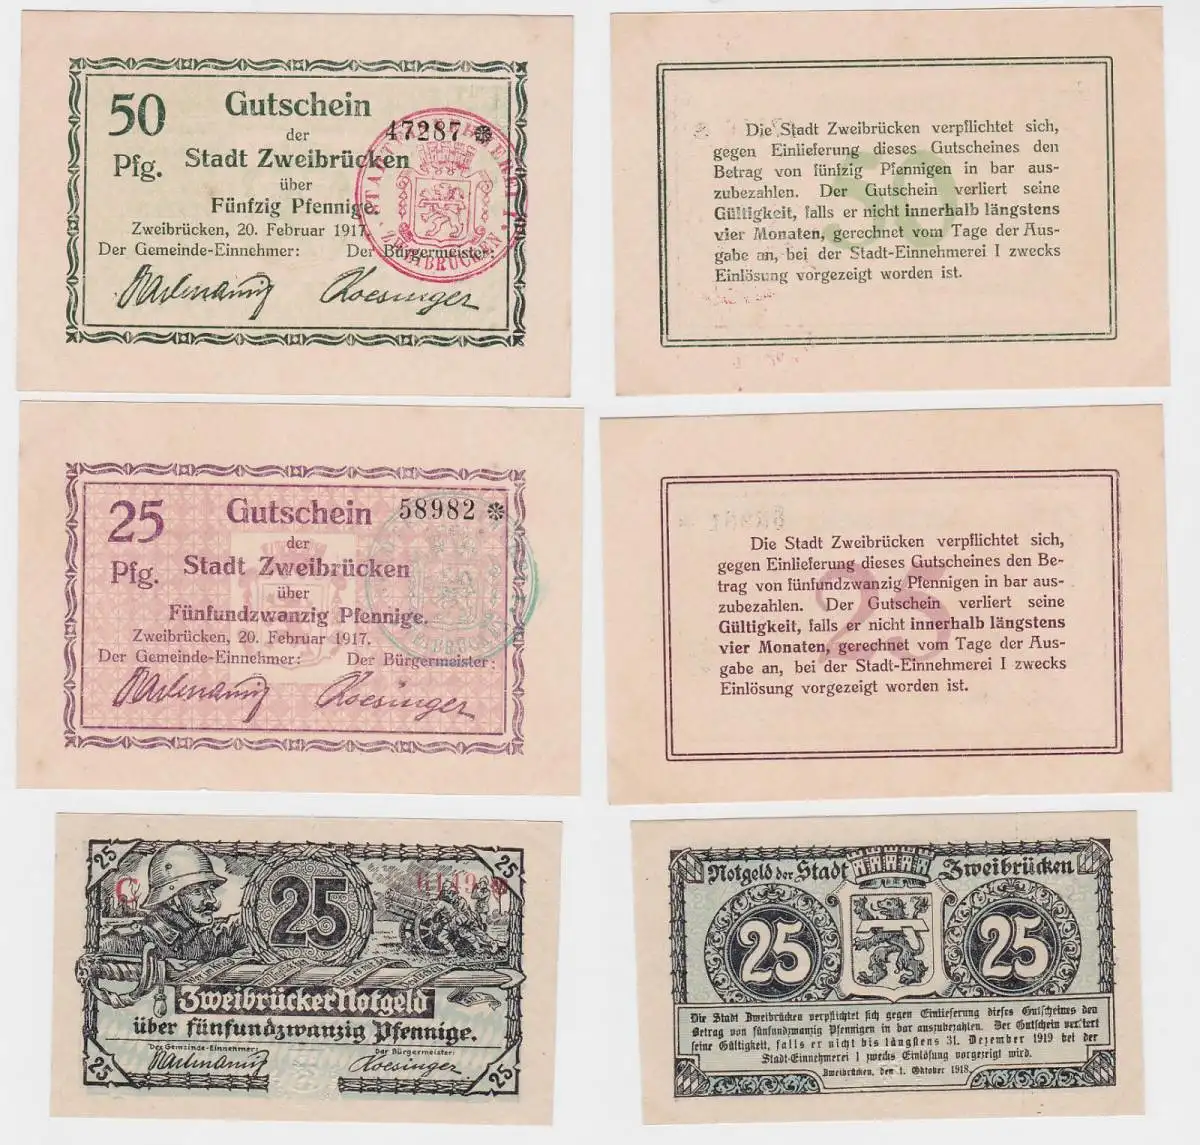 50
Pfg.
Gutschein
47287
der
Stadt Zweibrücken
über
Fünfzig Pfennige.
Zweibrücken, 20. Februar 1917.
Der Gemeinde-Einnehmer: Der Bürgermeister:
Roesinger
Die Stadt Zweibrücken verpflichtet sich,
gegen Einlieferung dieses Gutscheines den
Betrag von fünfzig Pfennigen in bar aus-
zubezahlen. Der Gutschein verliert seine
Gültigkeit, falls er nicht innerhalb längstens
vier Monaten, gerechnet vom Tage der Aus-
gabe an, bei der Stadt-Einnehmerei I zwecks
Einlösung vorgezeigt worden ist.
50
25
Pfg.
Gutschein
58982
der
Stadt Zweibrücken
über
Fünfundzwanzig Pfennige.
Zweibrücken, 20. Februar 1917.
Der Gemeinde-Einnehmer: Der Bürgermeister:
Roesinger
Die Stadt Zweibrücken verpflichtet sich,
gegen Einlieferung dieses Gutscheines den Be-
trag von fünfundzwanzig Pfennigen in bar aus-
zubezahlen. Der Gutschein verliert seine
Gültigkeit, falls er nicht innerhalb längstens
vier Monaten, gerechnet vom Tage der Aus-
gabe an, bei der Stadt-Einnehmerei I zwecks
Einlösung vorgezeigt worden ist.
25
25 25
C
25
Zweibrücker Notgeld
über fünfundzwanzig Pfennige.
Der Gemeinde-Einnehmer: Der Bürgermeister:
Roesinger
25 25
Notgeld der Stadt Zweibrücken
25 25
Die Stadt Zweibrücken verpflichtet sich gegen Einlieferung dieses Gutscheines den
Betrag von fünfundzwanzig Pfennigen in bar auszubezahlen. Der Gutschein verliert
seine Gültigkeit, falls er nicht bis längstens 31. Dezember 1919 bei der
Stadt-Einnehmerei I zwecks Einlösung vorgezeigt wird.
Zweibrücken, den 1. Oktober 1918.